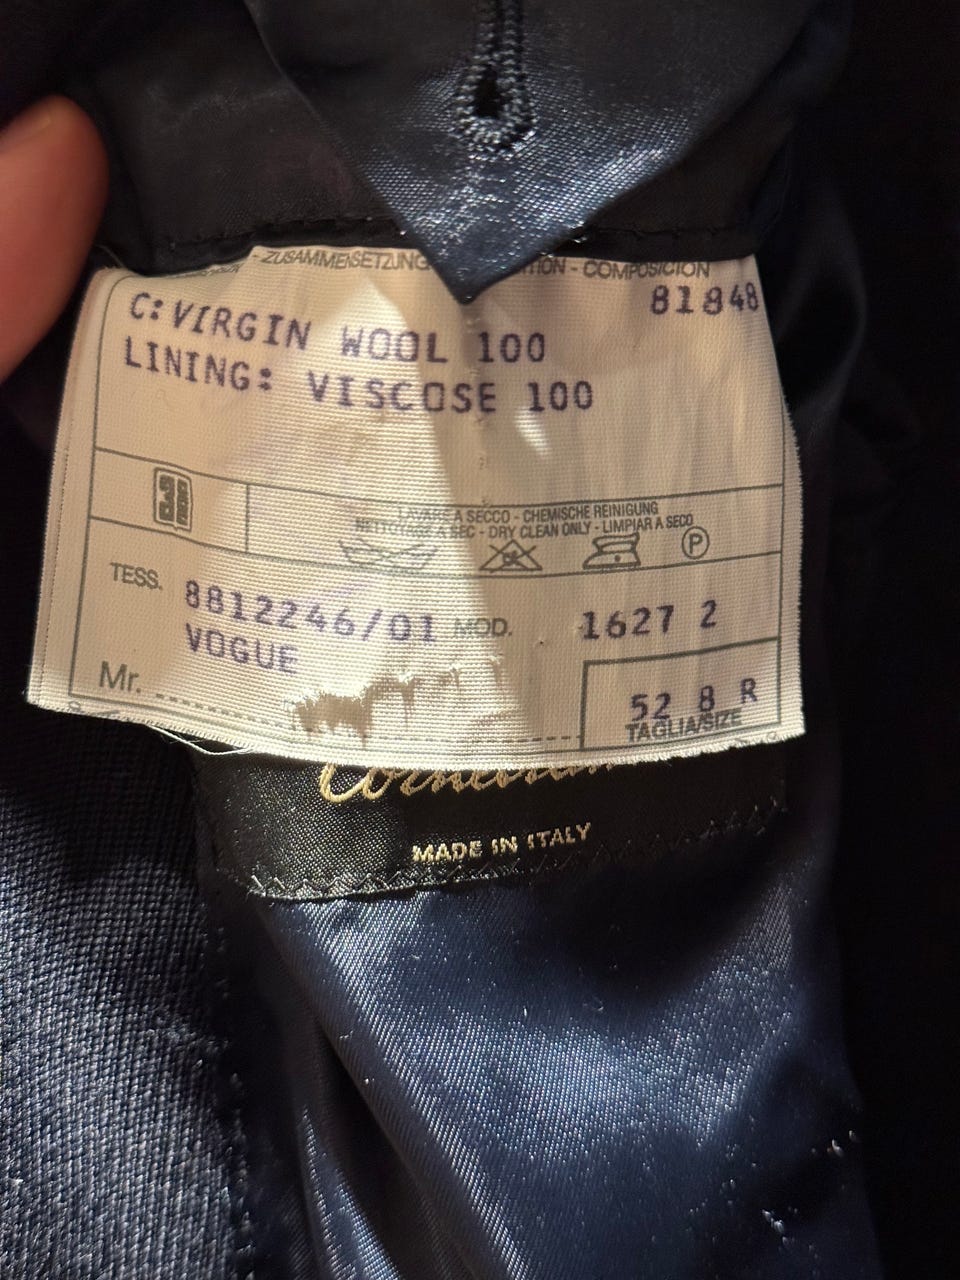 - ZUSAMMENSETZUNG TION - COMPOSICION
81848
C: VIRGIN WOOL 100
LINING: VISCOSE 100
LAVARE A SECCO - CHEMISCHE REINIGUNG
NETTOYAGE A SEC - DRY CLEAN ONLY - LIMPIAR A SECO
P
TESS. 8812246/01 MOD. 1627 2
VOGUE
Mr.
52 8 R
TAGLIA/SIZE
MADE IN ITALY